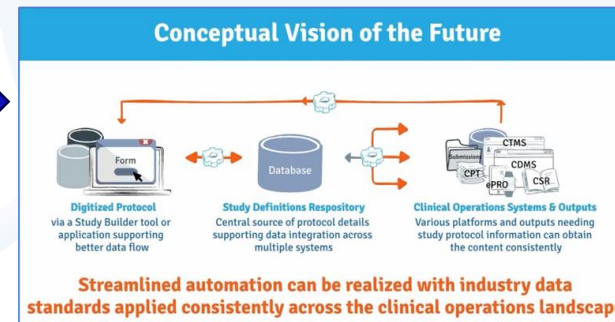 Conceptual Vision of the Future
Form
Database
Submissions
CTMS
CDMS
CPT
ePRO
CSR
Digitized Protocol
via a Study Builder tool or
application supporting
better data flow
Study Definitions Respository
Central source of protocol details
supporting data integration across
multiple systems
Clinical Operations Systems & Outputs
Various platforms and outputs needing
study protocol information can obtain
the content consistently
Streamlined automation can be realized with industry data
standards applied consistently across the clinical operations landscap